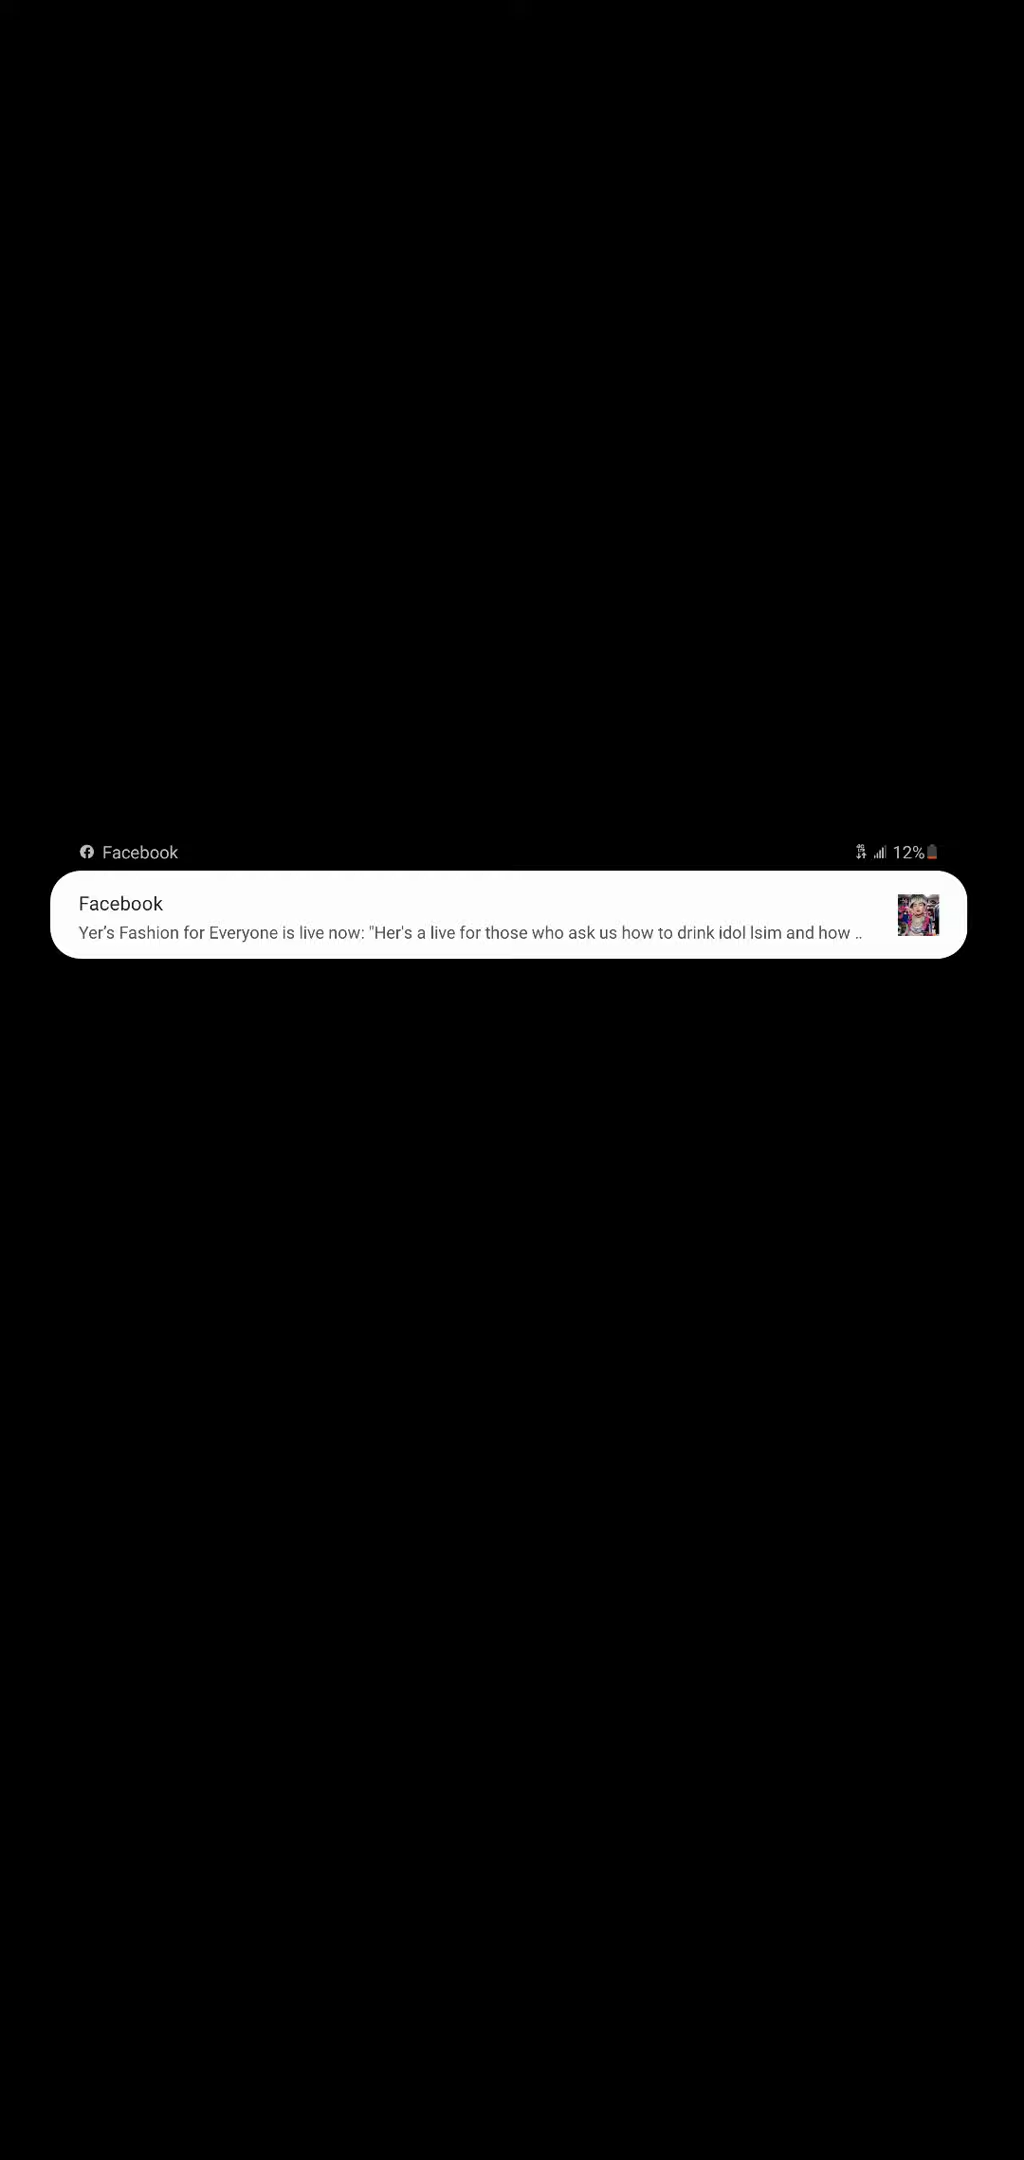 Facebook
12%
Facebook
Yer’s Fashion for Everyone is live now: "Her's a live for those who ask us how to drink idol lsim and how ..